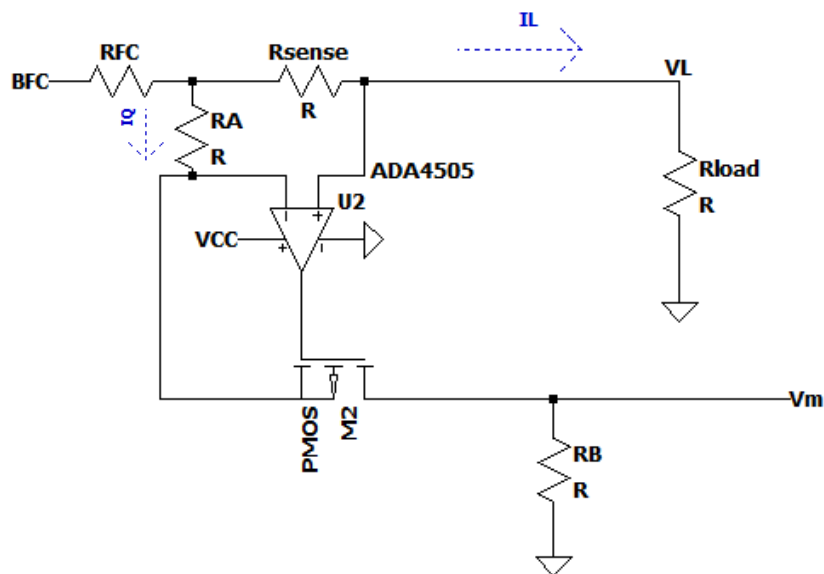 IL
RFC
Rsense
BFC
VL
IQ
RA
R
R
ADA4505
Rload
R
U2
VCC
PMOS
M2
Vm
RB
R